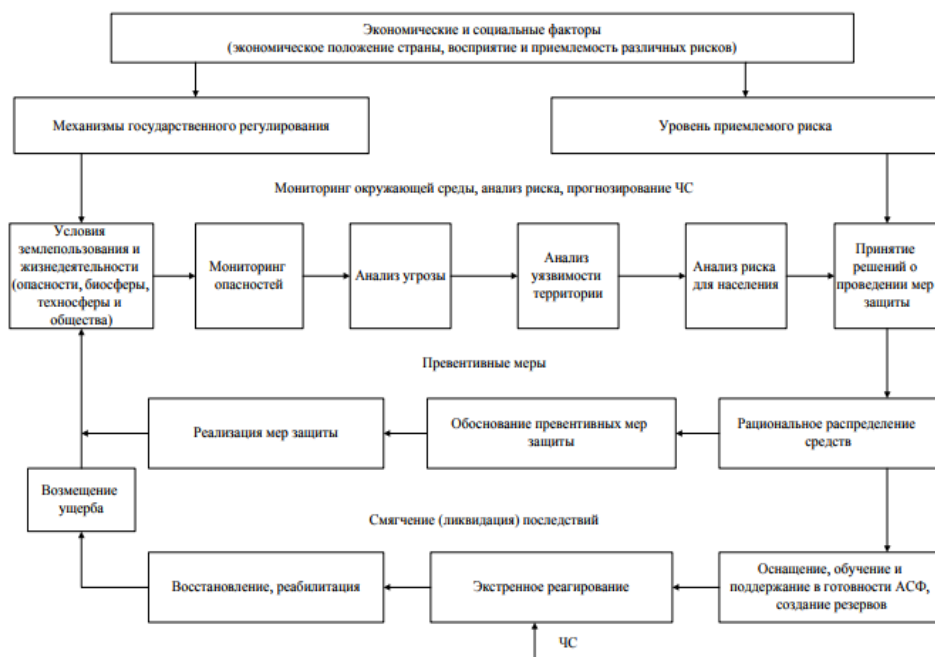 Экономические и социальные факторы
(экономическое положение страны, восприятие и приемлемость различных рисков)
Механизмы государственного регулирования
Уровень приемлемого риска
Мониторинг окружающей среды, анализ риска, прогнозирование ЧС
Условия
землепользования и
жизнедеятельности
(опасности, биосферы,
техносферы и
общества)
Мониторинг
опасностей
Анализ угрозы
Анализ
уязвимости
территории
Анализ риска
для населения
Принятие
решений о
проведении мер
защиты
Превентивные меры
Реализация мер защиты
Обоснование превентивных мер
защиты
Рациональное распределение
средств
Возмещение
ущерба
Смягчение (ликвидация) последствий
Восстановление, реабилитация
Экстренное реагирование
Оснащение, обучение и
поддержание в готовности АСФ,
создание резервов
ЧС